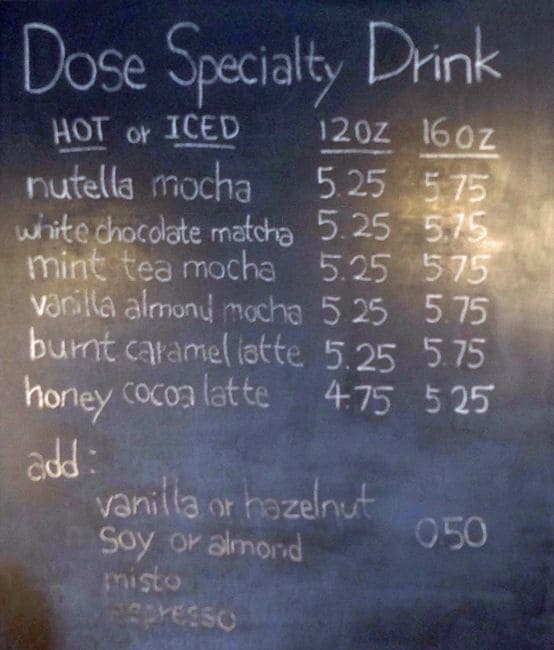 Dose Specialty Drink
HOT or ICED 12OZ 16OZ
nutella mocha 5.25 5.75
white chocolate matcha 5.25 5.75
mint tea mocha 5.25 5.75
vanilla almond mocha 5.25 5.75
burnt caramel latte 5.25 5.75
honey cocoa latte 4.75 5.25
add:
vanilla or hazelnut
soy or almond 0.50
misto
espresso